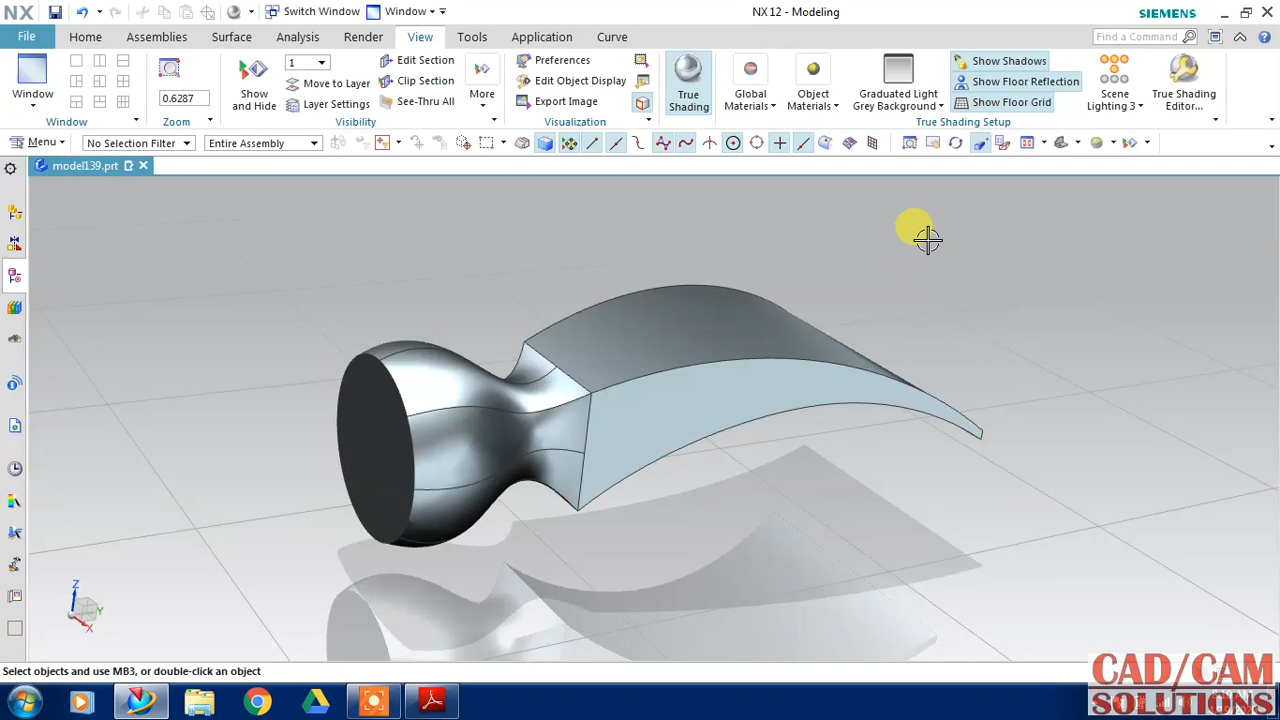 NX
Switch Window
Window
NX 12 - Modeling
SIEMENS
File
Home
Assemblies
Surface
Analysis
Render
View
Tools
Application
Curve
Find a Command
Window
0.6287
Zoom
Window
Show and Hide
1
Move to Layer
Layer Settings
Edit Section
Clip Section
See-Thru All
More
Visibility
Preferences
Edit Object Display
Export Image
Visualization
True Shading
Global Materials
Object Materials
Graduated Light Grey Background
Show Shadows
Show Floor Reflection
Show Floor Grid
Scene Lighting 3
True Shading Editor...
True Shading Setup
Menu
No Selection Filter
Entire Assembly
model139.prt
Z
Y
X
Select objects and use MB3, or double-click an object
CAD/CAM
SOLUTIONS